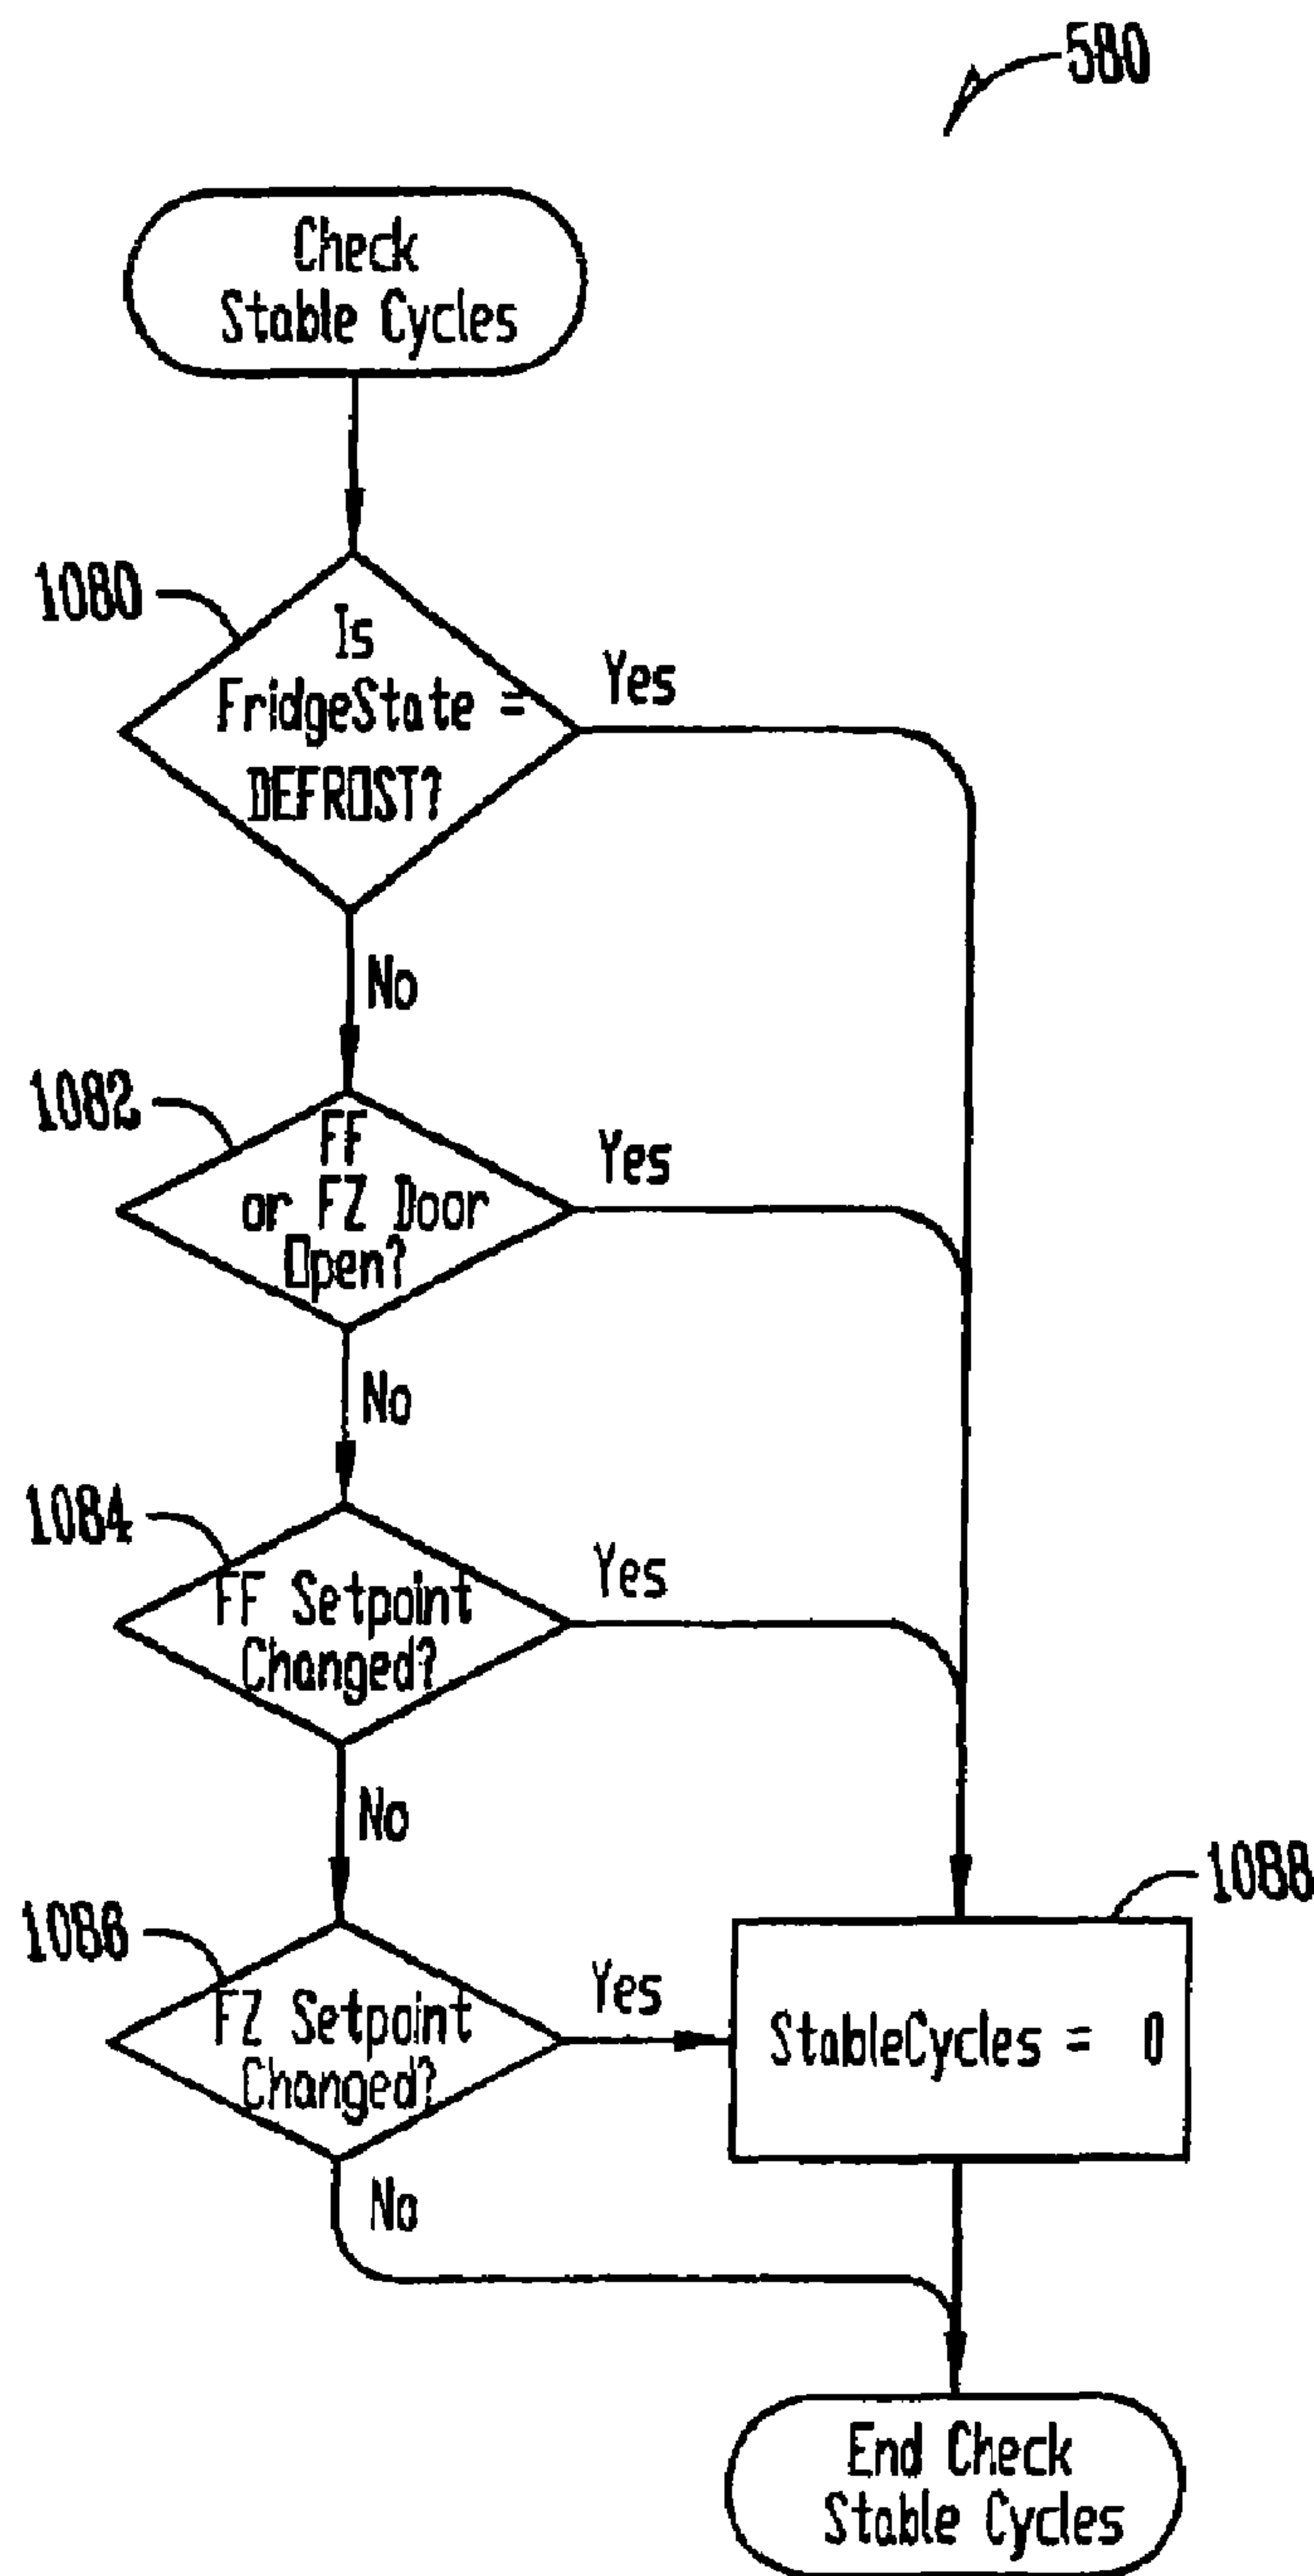 580
Check
Stable Cycles
1080
Is
FridgeState =
DEFROST?
Yes
No
1082
FF
or FZ Door
Open?
Yes
No
1084
FF Setpoint
Changed?
Yes
No
1086
FZ Setpoint
Changed?
Yes
No
1088
StableCycles = 0
End Check
Stable Cycles